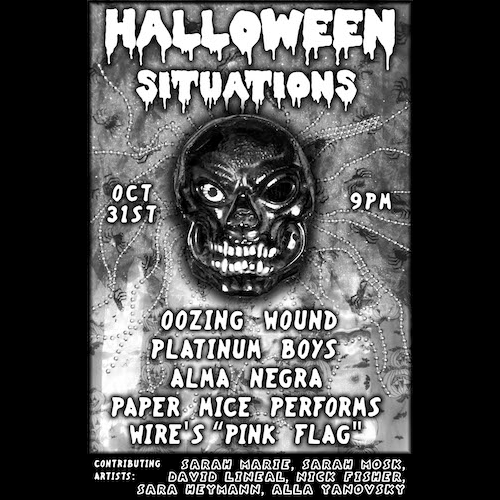 HALLOWEEN
SITUATIONS
OCT
31ST
9PM
OOZING WOUND
PLATINUM BOYS
ALMA NEGRA
PAPER MICE PERFORMS
WIRE'S "PINK FLAG"
CONTRIBUTING ARTISTS:
SARAH MARIE, SARAH MOSK,
DAVID LINEAL, NICK FISHER,
SARA HEYMANN, ALLA YANOVSKY